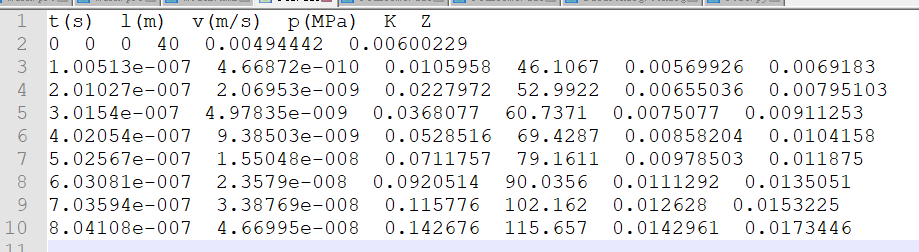 1 t(s) l(m) v(m/s) p(MPa) K Z
2 0 0 0 40 0.00494442 0.00600229
3 1.00513e-007 4.66872e-010 0.0105958 46.1067 0.00569926 0.0069183
4 2.01027e-007 2.06953e-009 0.0227972 52.9922 0.00655036 0.00795103
5 3.0154e-007 4.97835e-009 0.0368077 60.7371 0.0075077 0.00911253
6 4.02054e-007 9.38503e-009 0.0528516 69.4287 0.00858204 0.0104158
7 5.02567e-007 1.55048e-008 0.0711757 79.1611 0.00978503 0.011875
8 6.03081e-007 2.3579e-008 0.0920514 90.0356 0.0111292 0.0135051
9 7.03594e-007 3.38769e-008 0.115776 102.162 0.012628 0.0153225
10 8.04108e-007 4.66995e-008 0.142676 115.657 0.0142961 0.0173446
11